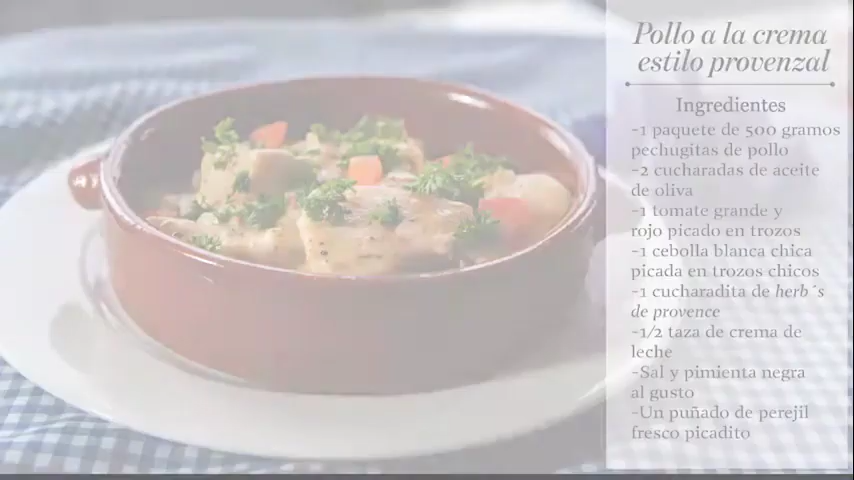 Pollo a la crema
estilo provenzal
Ingredientes
-1 paquete de 500 gramos
pechugitas de pollo
-2 cucharadas de aceite
de oliva
-1 tomate grande y
rojo picado en trozos
-1 cebolla blanca chica
picada en trozos chicos
-1 cucharadita de herb´s
de provence
-1/2 taza de crema de
leche
-Sal y pimienta negra
al gusto
-Un puñado de perejil
fresco picadito